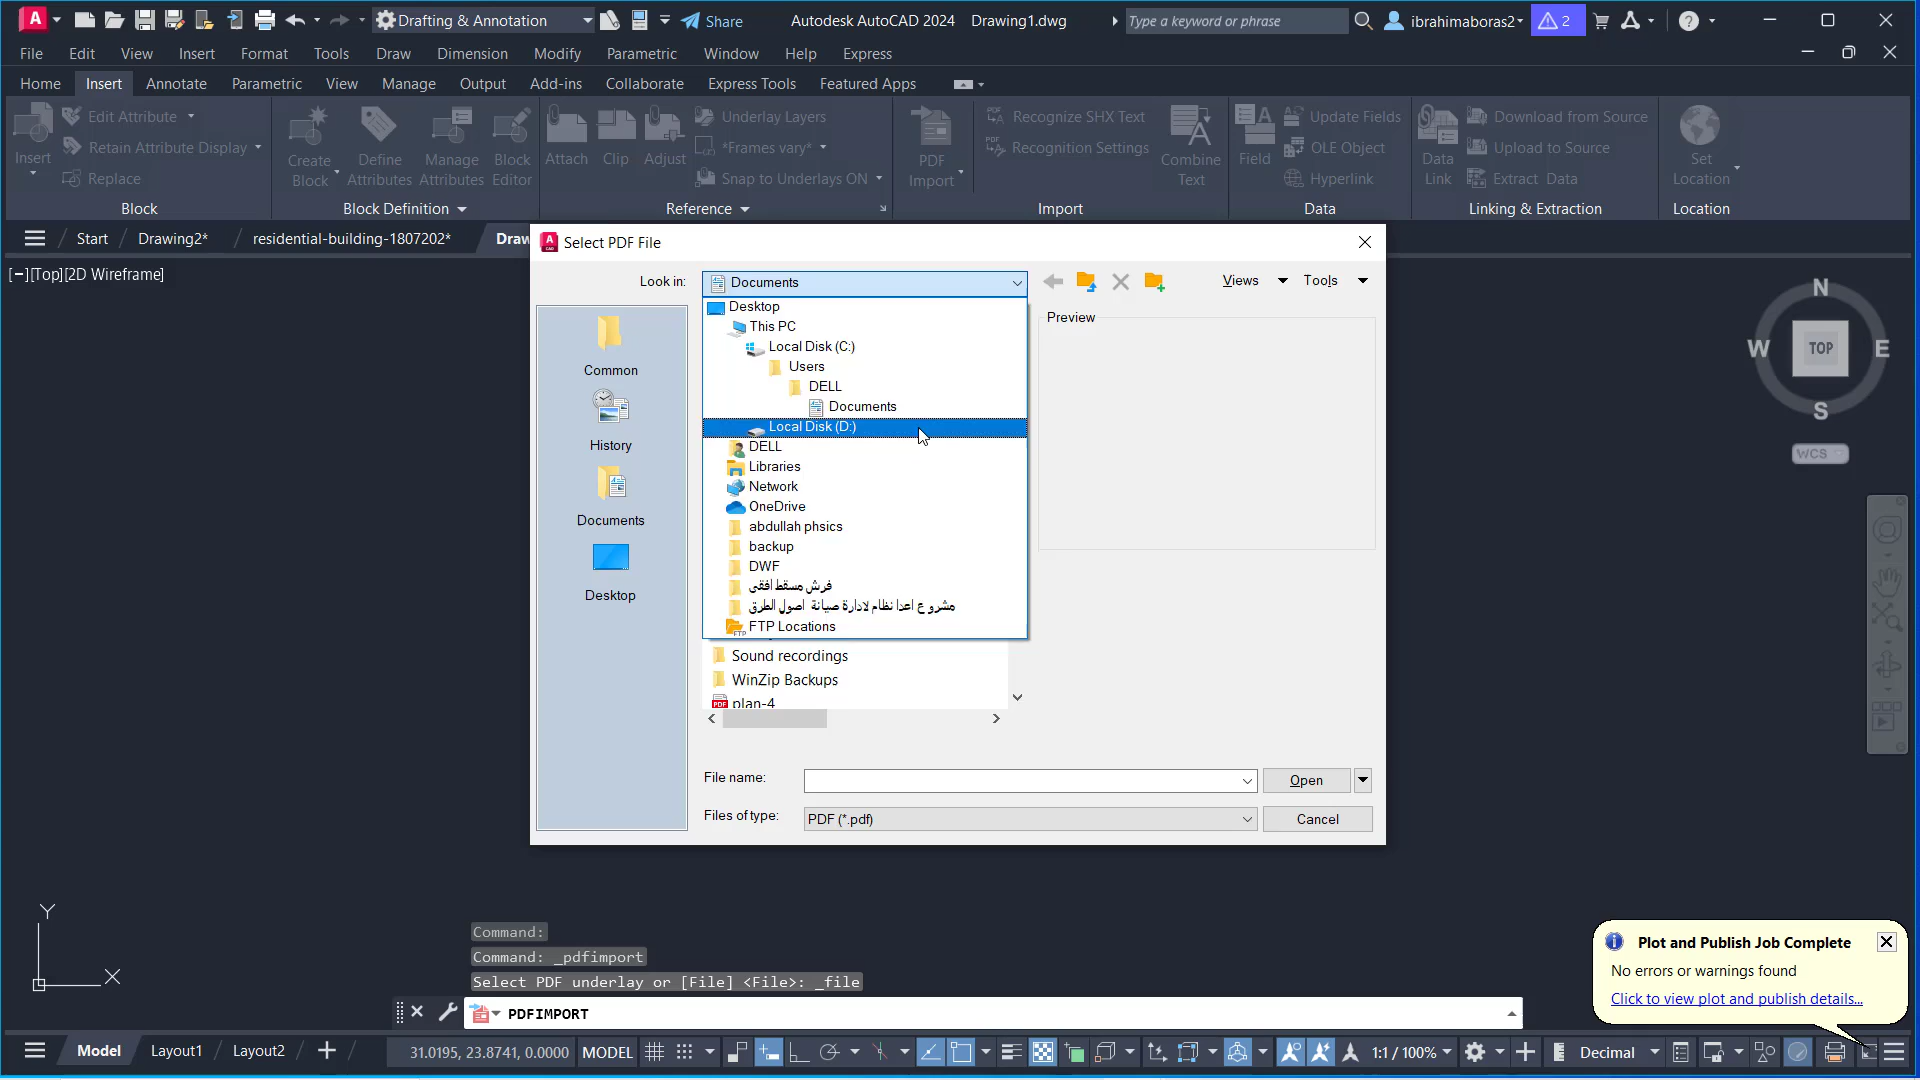 Drafting & Annotation
Share
Autodesk AutoCAD 2024 Drawing1.dwg
Type a keyword or phrase
ibrahimaboras2
2
File Edit View Insert Format Tools Draw Dimension Modify Parametric Window Help Express
Home Insert Annotate Parametric View Manage Output Add-ins Collaborate Express Tools Featured Apps
Insert
Edit Attribute
Retain Attribute Display
Replace
Block
Create Block
Define Attributes
Manage Attributes
Block Editor
Block Definition
Attach
Clip
Adjust
Underlay Layers
*Frames vary*
Snap to Underlays ON
Reference
PDF Import
Recognize SHX Text
Recognition Settings
Combine Text
Import
Field
Update Fields
OLE Object
Hyperlink
Data
Data Link
Download from Source
Upload to Source
Extract Data
Linking & Extraction
Set Location
Location
Start
Drawing2*
residential-building-1807202*
Draw
[−][Top][2D Wireframe]
Select PDF File
Look in:
Documents
Views
Tools
Preview
Common
History
Documents
Desktop
Desktop
This PC
Local Disk (C:)
Users
DELL
Documents
Local Disk (D:)
DELL
Libraries
Network
OneDrive
abdullah phsics
backup
DWF
فرش مسقط افقي
مشروع اعدا نظام لادارة صيانة اصول الطرق
FTP Locations
Sound recordings
WinZip Backups
plan-4
File name:
Open
Files of type:
PDF (*.pdf)
Cancel
N
W
TOP
E
S
WCS
Y
X
Command:
Command: _pdfimport
Select PDF underlay or [File] <File>: _file
PDFIMPORT
Plot and Publish Job Complete
No errors or warnings found
Click to view plot and publish details...
Model
Layout1
Layout2
31.0195, 23.8741, 0.0000
MODEL
1:1 / 100%
Decimal